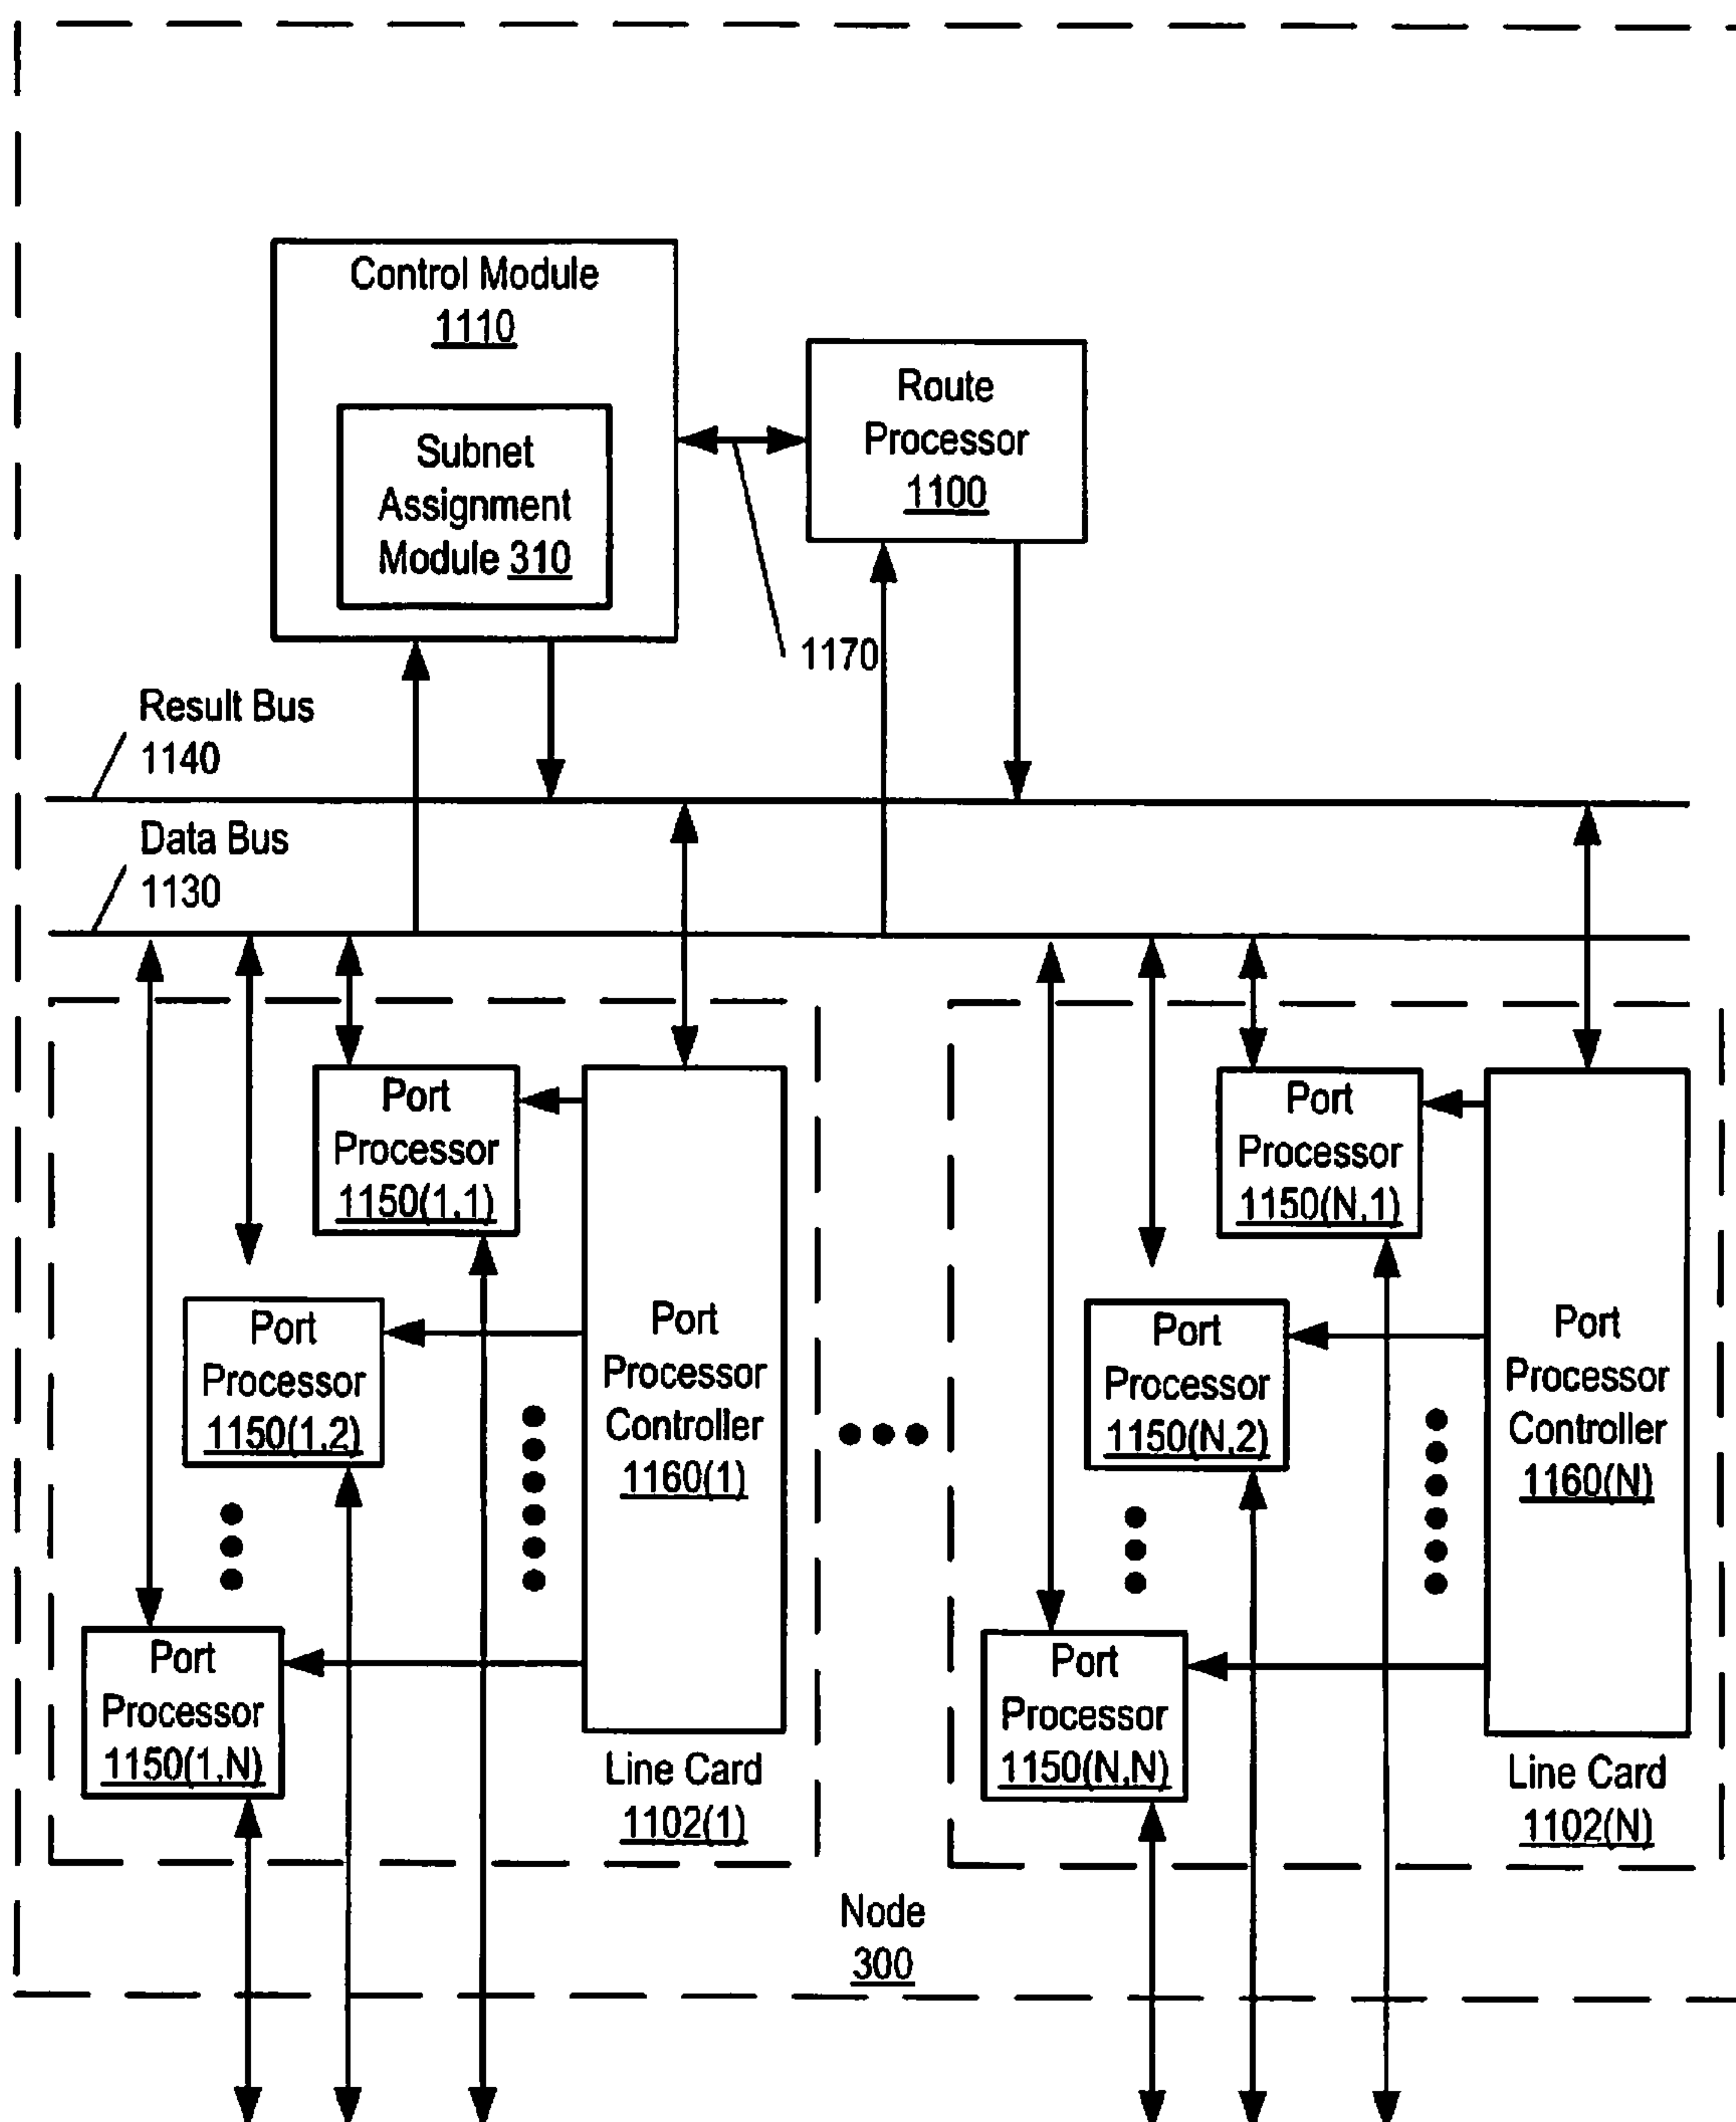 Control Module
1110
Subnet
Assignment
Module 310
Route
Processor
1100
1170
Result Bus
1140
Data Bus
1130
Port
Processor
1150(1,1)
Port
Processor
1150(1,2)
Port
Processor
1150(1,N)
Port
Processor
Controller
1160(1)
Line Card
1102(1)
Port
Processor
1150(N,1)
Port
Processor
1150(N,2)
Port
Processor
1150(N,N)
Port
Processor
Controller
1160(N)
Line Card
1102(N)
Node
300